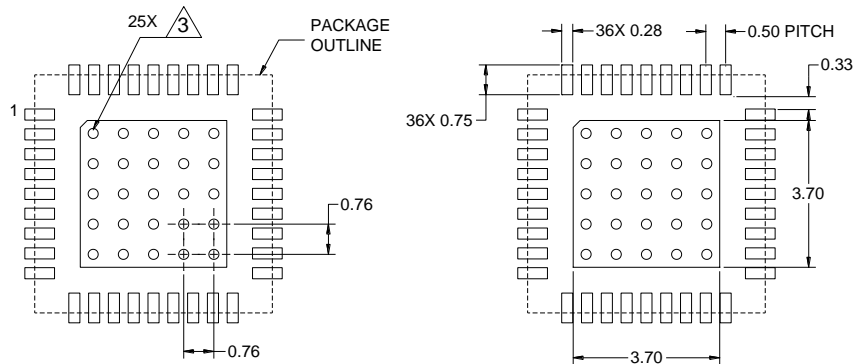 25X
3
PACKAGE
OUTLINE
1
0.76
0.76
36X 0.28
0.50 PITCH
0.33
36X 0.75
3.70
3.70